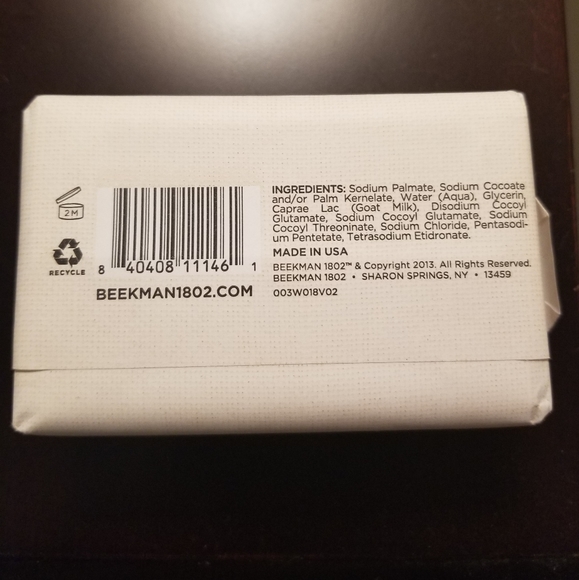 2M
RECYCLE
8 40408 11146 1
BEEKMAN1802.COM
INGREDIENTS: Sodium Palmate, Sodium Cocoate
and/or Palm Kernelate, Water (Aqua), Glycerin,
Caprae Lac (Goat Milk), Disodium Cocoyl
Glutamate, Sodium Cocoyl Glutamate, Sodium
Cocoyl Threoninate, Sodium Chloride, Pentasodi-
um Pentetate, Tetrasodium Etidronate.
MADE IN USA
BEEKMAN 1802™ & Copyright 2013. All Rights Reserved.
BEEKMAN 1802 • SHARON SPRINGS, NY • 13459
003W018V02